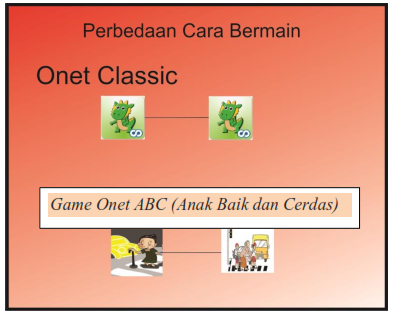 Perbedaan Cara Bermain
Onet Classic
Game Onet ABC (Anak Baik dan Cerdas)